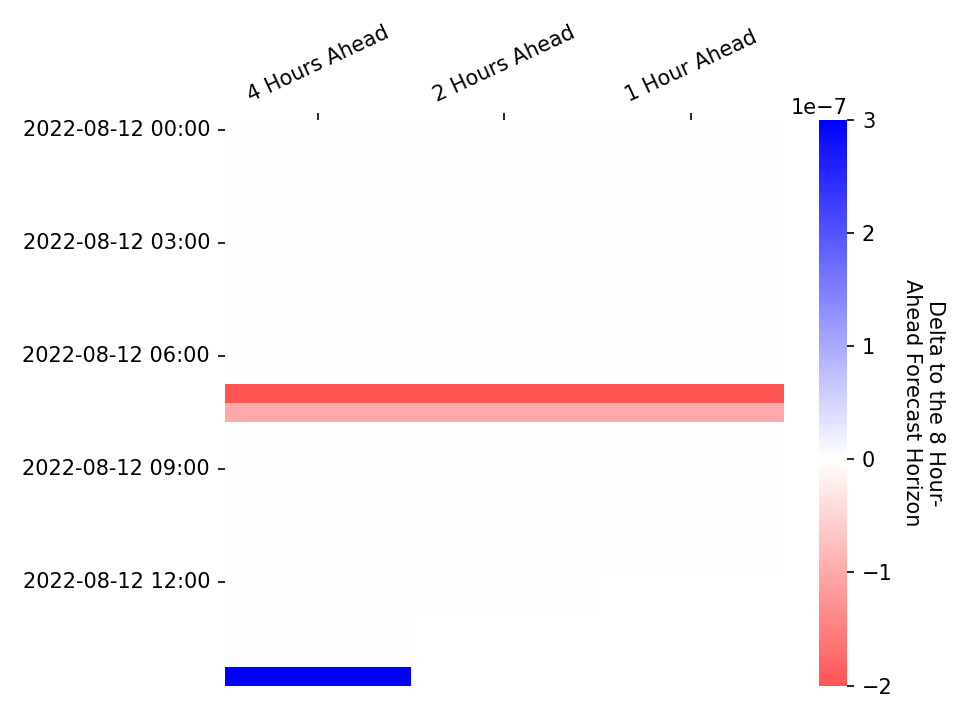 4 Hours Ahead
2 Hours Ahead
1 Hour Ahead
2022-08-12 00:00
2022-08-12 03:00
2022-08-12 06:00
2022-08-12 09:00
2022-08-12 12:00
1e−7
3
2
1
0
−1
−2
Delta to the 8 Hour-
Ahead Forecast Horizon